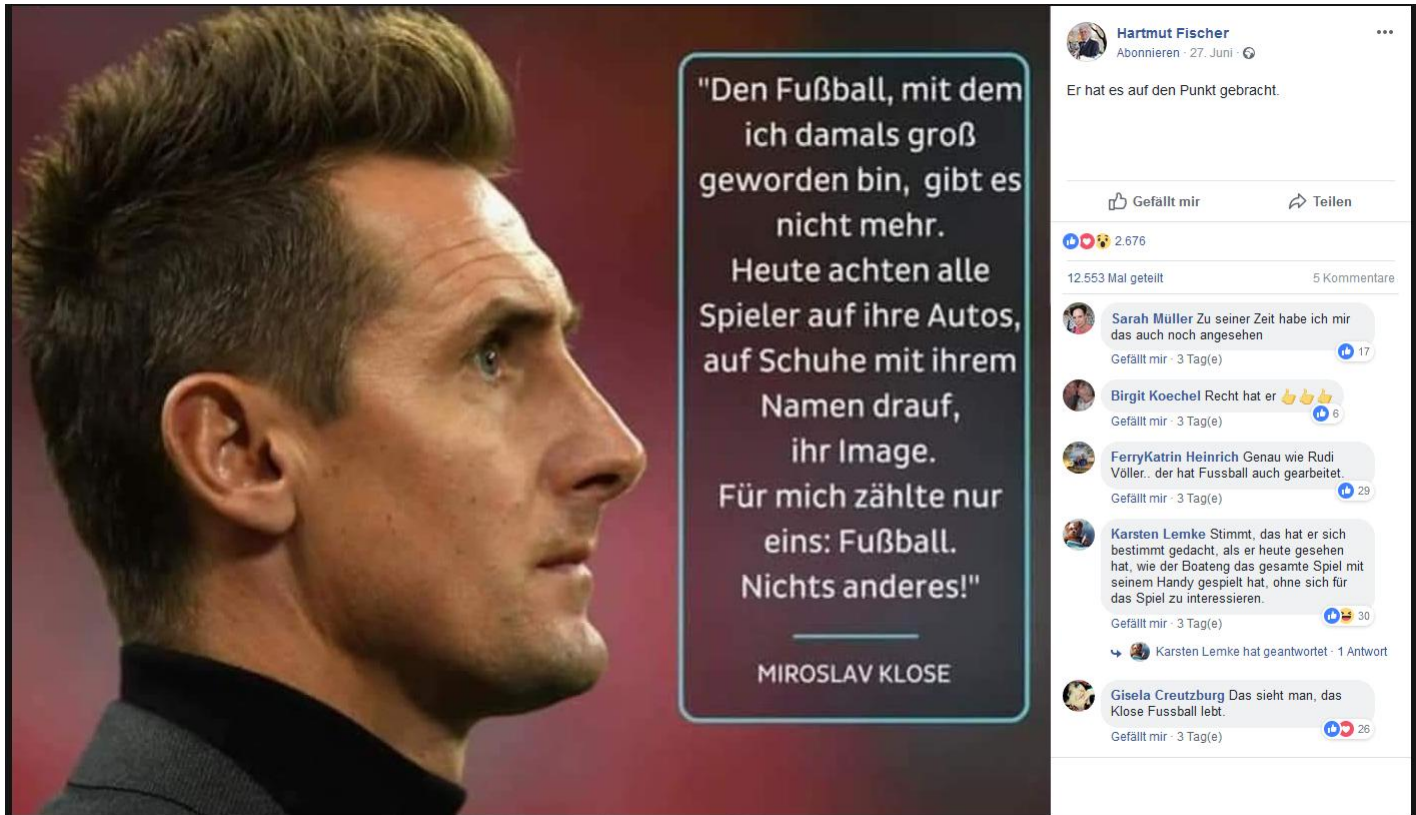 "Den Fußball, mit dem
ich damals groß
geworden bin, gibt es
nicht mehr.
Heute achten alle
Spieler auf ihre Autos,
auf Schuhe mit ihrem
Namen drauf,
ihr Image.
Für mich zählte nur
eins: Fußball.
Nichts anderes!"
MIROSLAV KLOSE
Hartmut Fischer
Abonnieren · 27. Juni ·
Er hat es auf den Punkt gebracht.
Gefällt mir Teilen
2.676
12.553 Mal geteilt 5 Kommentare
Sarah Müller Zu seiner Zeit habe ich mir
das auch noch angesehen
17
Gefällt mir · 3 Tag(e)
Birgit Koechel Recht hat er 👍👍👍
6
Gefällt mir · 3 Tag(e)
FerryKatrin Heinrich Genau wie Rudi
Völler.. der hat Fussball auch gearbeitet.
29
Gefällt mir · 3 Tag(e)
Karsten Lemke Stimmt, das hat er sich
bestimmt gedacht, als er heute gesehen
hat, wie der Boateng das gesamte Spiel mit
seinem Handy gespielt hat, ohne sich für
das Spiel zu interessieren.
30
Gefällt mir · 3 Tag(e)
Karsten Lemke hat geantwortet · 1 Antwort
Gisela Creutzburg Das sieht man, das
Klose Fussball lebt.
26
Gefällt mir · 3 Tag(e)